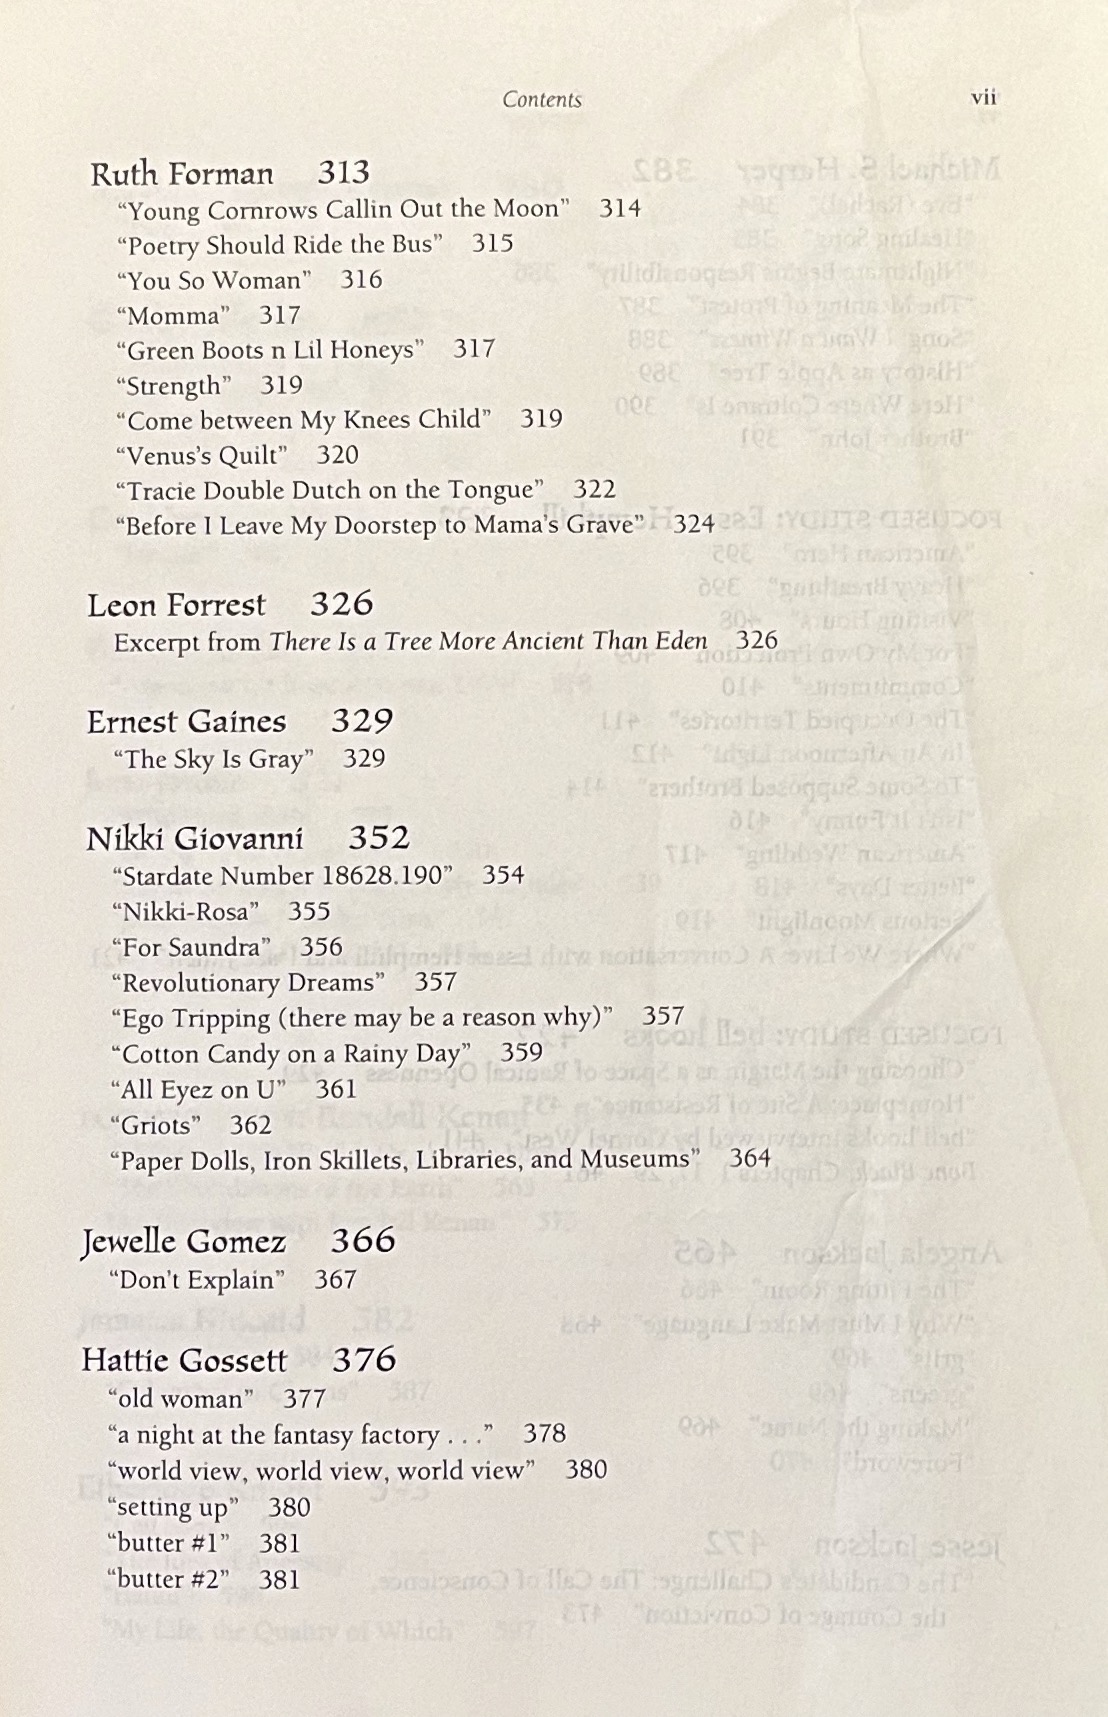 Contents vii
Ruth Forman 313
“Young Cornrows Callin Out the Moon” 314
“Poetry Should Ride the Bus” 315
“You So Woman” 316
“Momma” 317
“Green Boots n Lil Honeys” 317
“Strength” 319
“Come between My Knees Child” 319
“Venus’s Quilt” 320
“Tracie Double Dutch on the Tongue” 322
“Before I Leave My Doorstep to Mama’s Grave” 324
Leon Forrest 326
Excerpt from There Is a Tree More Ancient Than Eden 326
Ernest Gaines 329
“The Sky Is Gray” 329
Nikki Giovanni 352
“Stardate Number 18628.190” 354
“Nikki-Rosa” 355
“For Saundra” 356
“Revolutionary Dreams” 357
“Ego Tripping (there may be a reason why)” 357
“Cotton Candy on a Rainy Day” 359
“All Eyez on U” 361
“Griots” 362
“Paper Dolls, Iron Skillets, Libraries, and Museums” 364
Jewelle Gomez 366
“Don’t Explain” 367
Hattie Gossett 376
“old woman” 377
“a night at the fantasy factory . . .” 378
“world view, world view, world view” 380
“setting up” 380
“butter #1” 381
“butter #2” 381